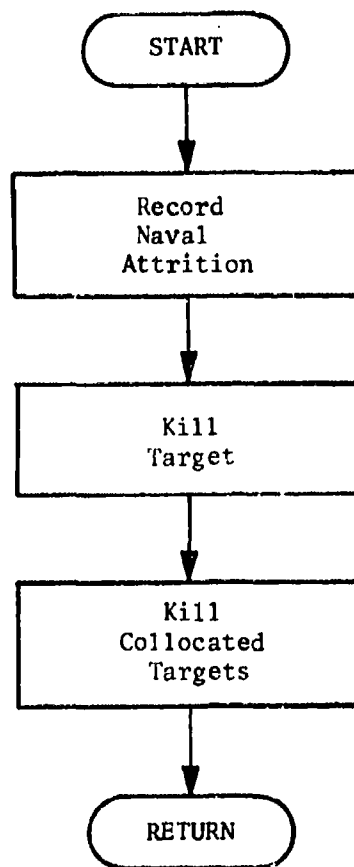 START
Record
Naval
Attrition
Kill
Target
Kill
Collocated
Targets
RETURN